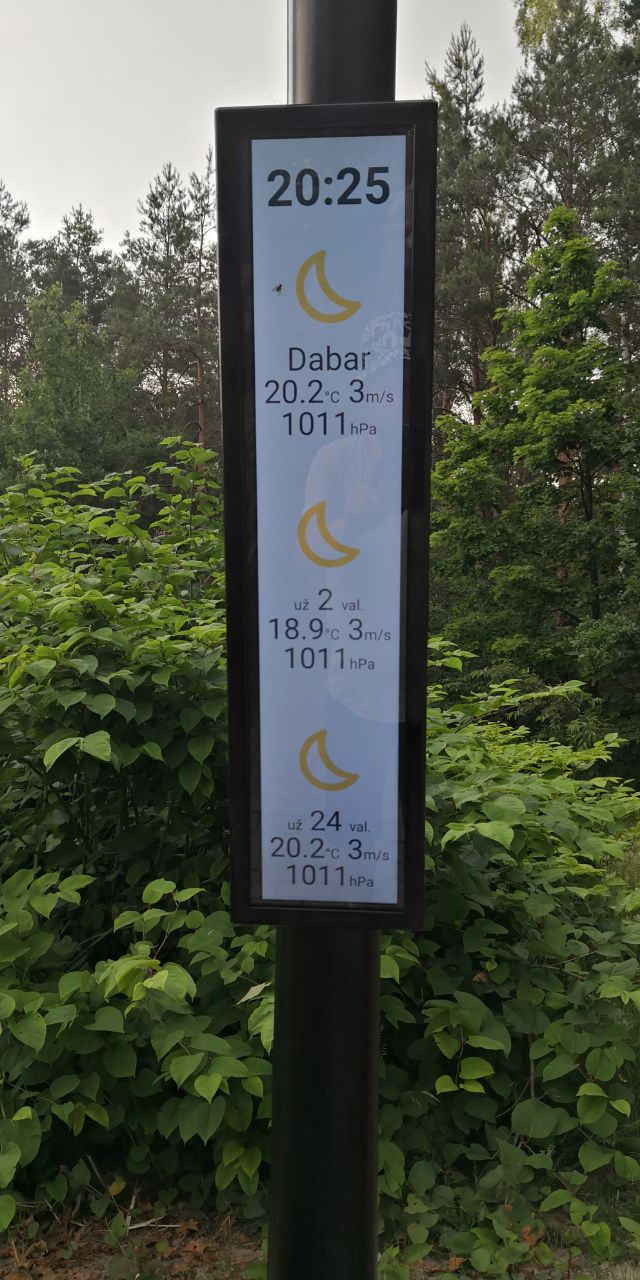 20:25
Dabar
20.2°C 3m/s
1011hPa
už 2 val.
18.9°C 3m/s
1011hPa
už 24 val.
20.2°C 3m/s
1011hPa